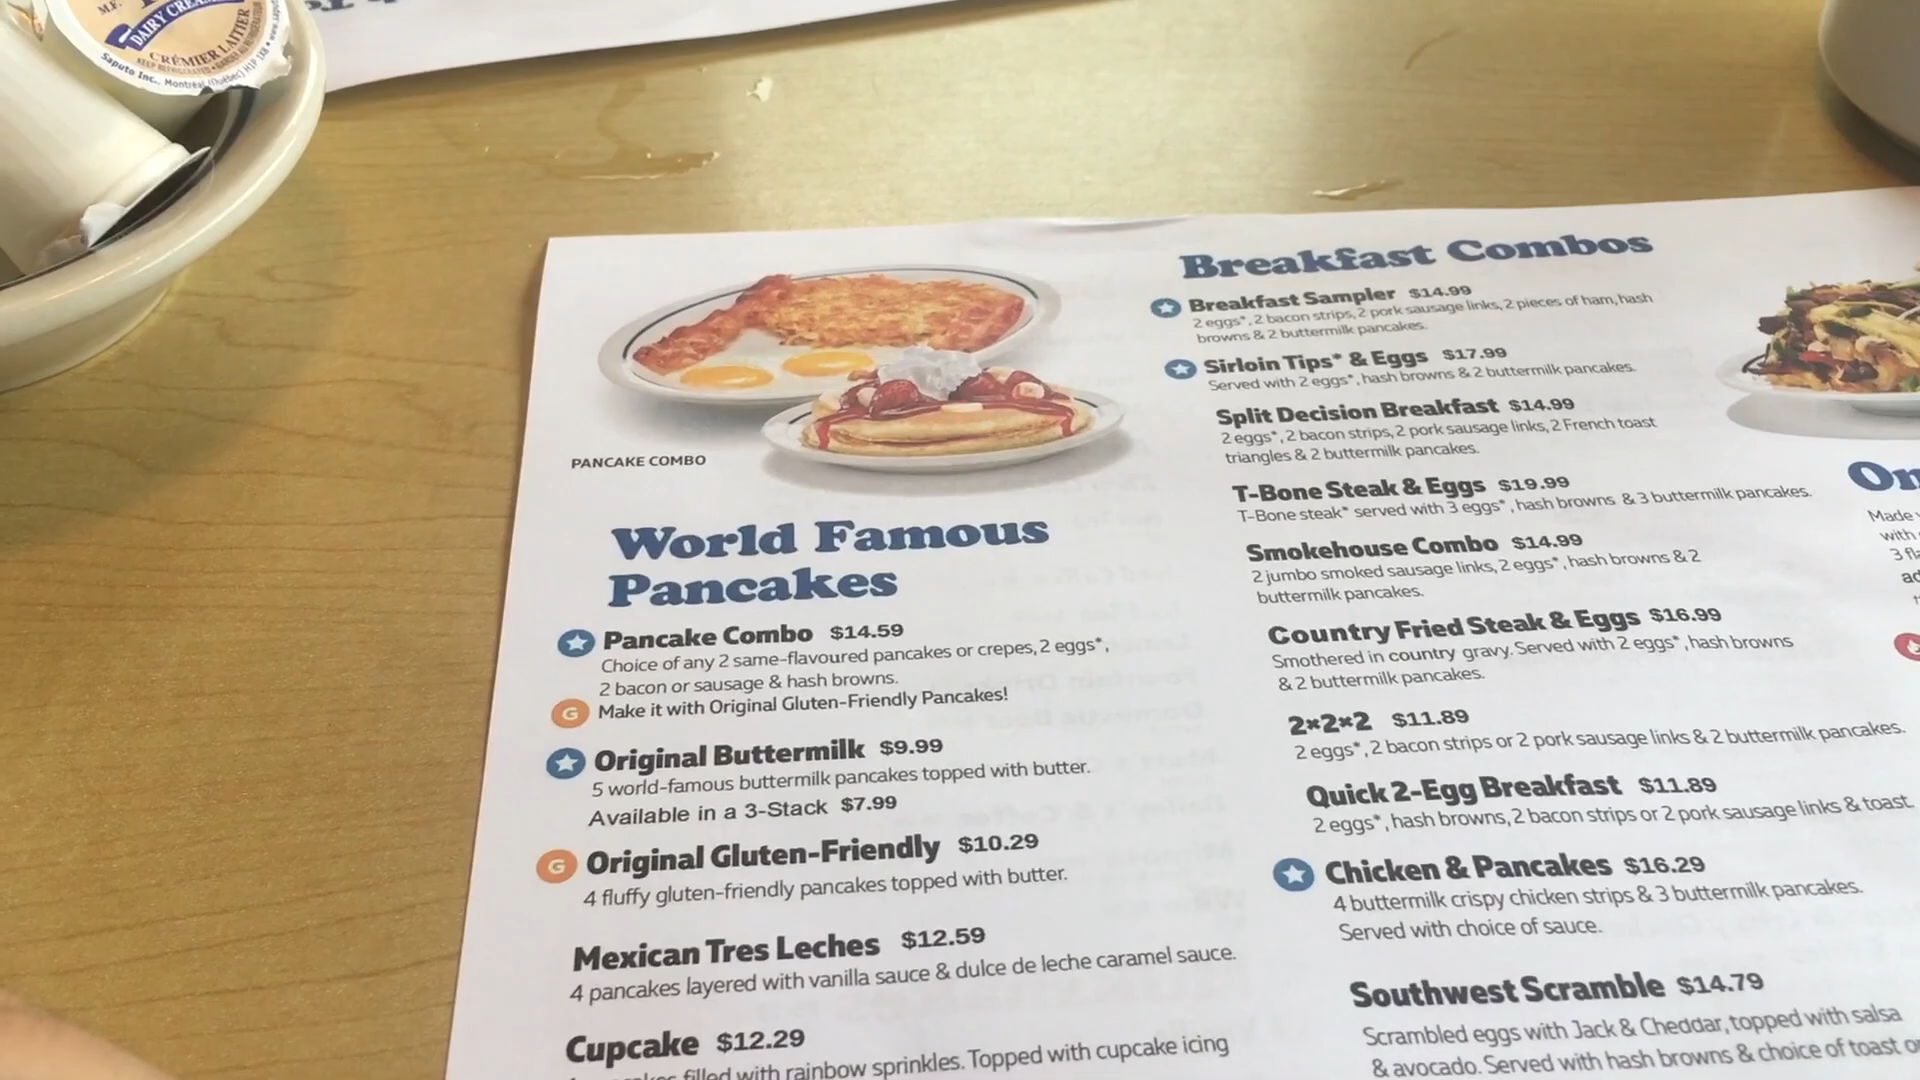 M.F.
DAIRY CREAM
CRÉMIER LAITIER
KEEP REFRIGERATED
Saputo Inc., Montréal (Québec) H1P 1X8
PANCAKE COMBO
World Famous
Pancakes
Pancake Combo $14.59
Choice of any 2 same-flavoured pancakes or crepes, 2 eggs*,
2 bacon or sausage & hash browns.
G Make it with Original Gluten-Friendly Pancakes!
Original Buttermilk $9.99
5 world-famous buttermilk pancakes topped with butter.
Available in a 3-Stack $7.99
G Original Gluten-Friendly $10.29
4 fluffy gluten-friendly pancakes topped with butter.
Mexican Tres Leches $12.59
4 pancakes layered with vanilla sauce & dulce de leche caramel sauce.
Cupcake $12.29
filled with rainbow sprinkles. Topped with cupcake icing
Breakfast Combos
Breakfast Sampler $14.99
2 eggs*, 2 bacon strips, 2 pork sausage links, 2 pieces of ham, hash
browns & 2 buttermilk pancakes.
Sirloin Tips* & Eggs $17.99
Served with 2 eggs*, hash browns & 2 buttermilk pancakes.
Split Decision Breakfast $14.99
2 eggs*, 2 bacon strips, 2 pork sausage links, 2 French toast
triangles & 2 buttermilk pancakes.
T-Bone Steak & Eggs $19.99
T-Bone steak* served with 3 eggs*, hash browns & 3 buttermilk pancakes.
Smokehouse Combo $14.99
2 jumbo smoked sausage links, 2 eggs*, hash browns & 2
buttermilk pancakes.
Country Fried Steak & Eggs $16.99
Smothered in country gravy. Served with 2 eggs*, hash browns
& 2 buttermilk pancakes.
2×2×2 $11.89
2 eggs*, 2 bacon strips or 2 pork sausage links & 2 buttermilk pancakes.
Quick 2-Egg Breakfast $11.89
2 eggs*, hash browns, 2 bacon strips or 2 pork sausage links & toast.
Chicken & Pancakes $16.29
4 buttermilk crispy chicken strips & 3 buttermilk pancakes.
Served with choice of sauce.
Southwest Scramble $14.79
Scrambled eggs with Jack & Cheddar, topped with salsa
& avocado. Served with hash browns & choice of toast or
Made
with
3